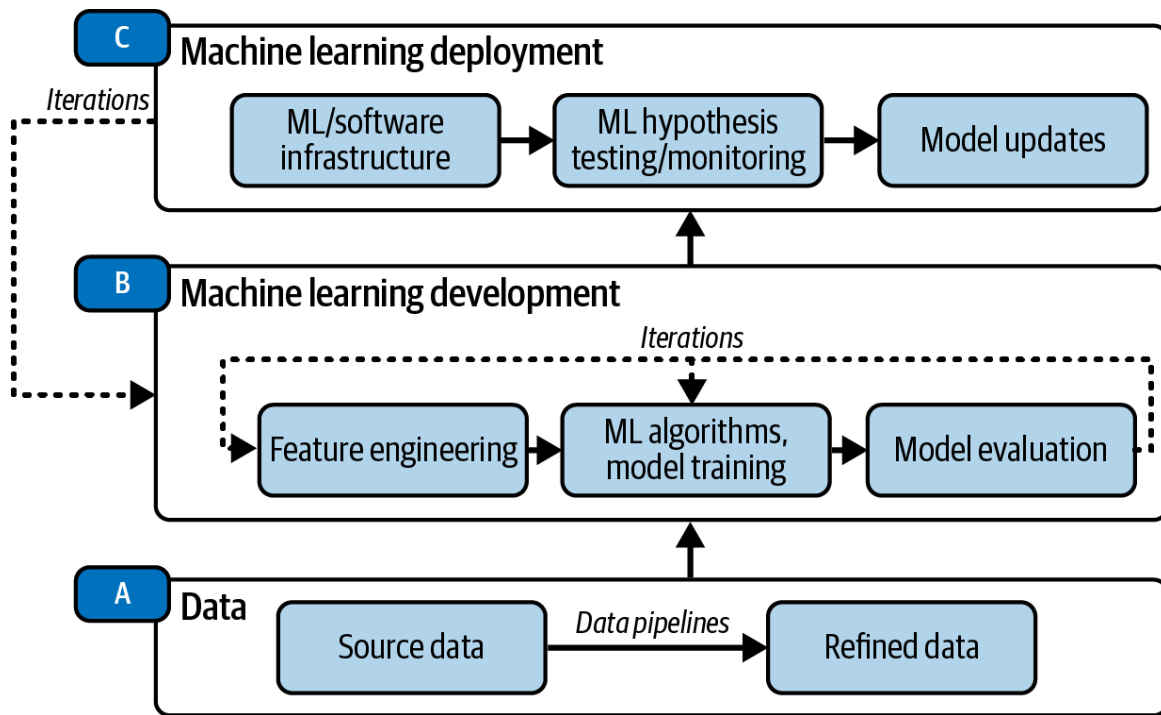 C
Machine learning deployment
Iterations
ML/software
infrastructure
ML hypothesis
testing/monitoring
Model updates
B
Machine learning development
Iterations
Feature engineering
ML algorithms,
model training
Model evaluation
A
Data
Source data
Data pipelines
Refined data